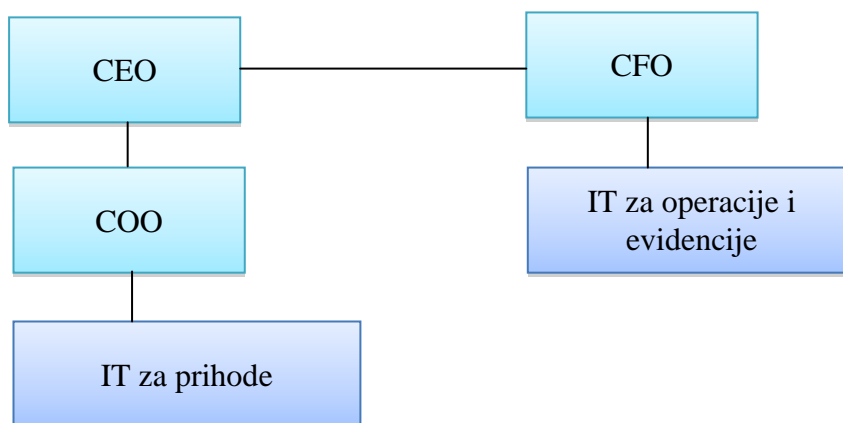 CEO
CFO
COO
IT za operacije i
evidencije
IT za prihode